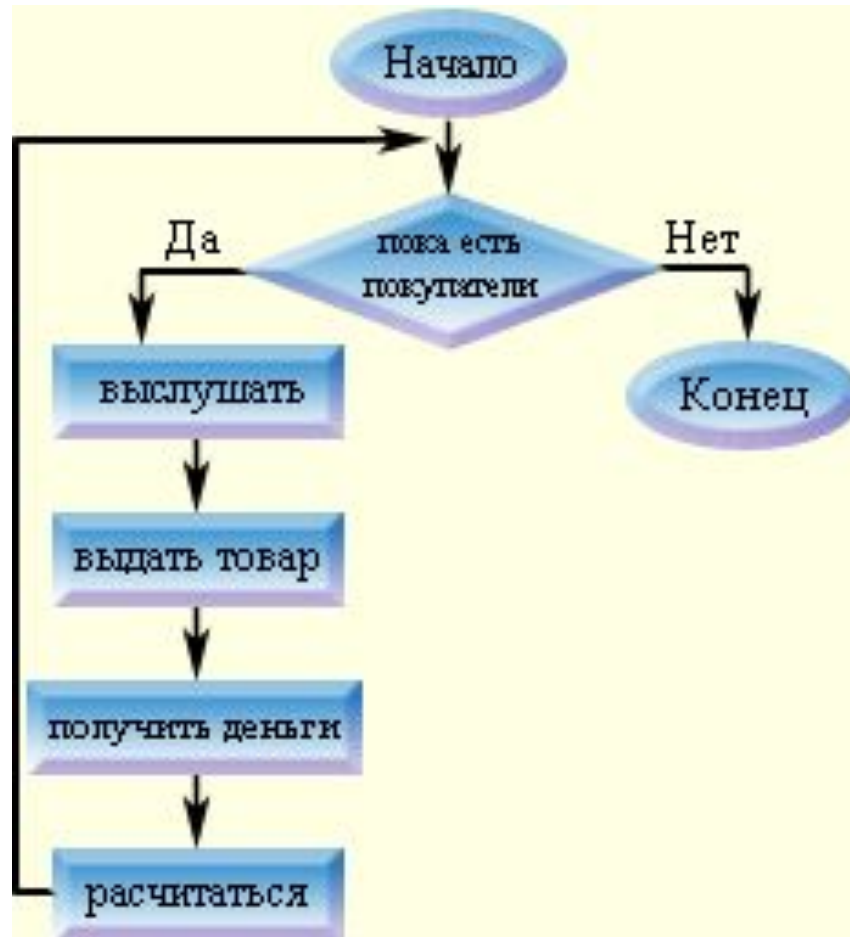 Начало
Да
пока есть
покупатели
Нет
выслушать
Конец
выдать товар
получить деньги
расчитаться